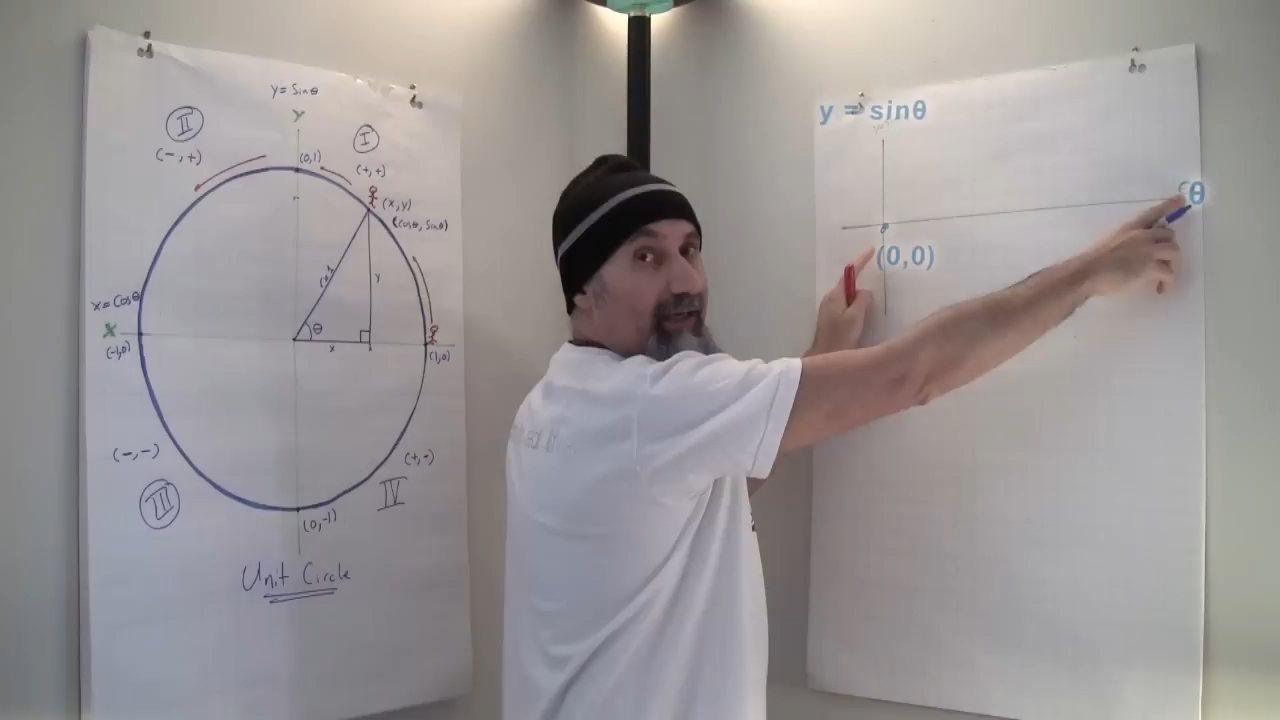 y = Sinθ
Y
II
I
(-,+)
(0,1)
(+,+)
(x,y)
(Cosθ, Sinθ)
y
x = Cosθ
θ
X
x
(-1,0)
(1,0)
(-,-)
(+,-)
III
IV
(0,-1)
Unit Circle
y = sinθ
θ
(0,0)